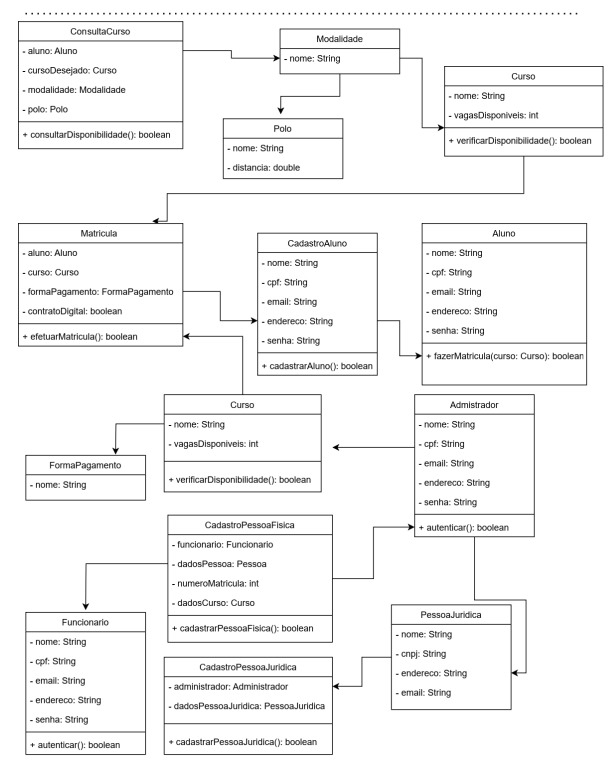 ConsultaCurso
- aluno: Aluno
- cursoDesejado: Curso
- modalidade: Modalidade
- polo: Polo
+ consultarDisponibilidade(): boolean
Modalidade
- nome: String
Curso
- nome: String
- vagasDisponiveis: int
+ verificarDisponibilidade(): boolean
Polo
- nome: String
- distancia: double
Matricula
- aluno: Aluno
- curso: Curso
- formaPagamento: FormaPagamento
- contratoDigital: boolean
+ efetuarMatricula(): boolean
CadastroAluno
- nome: String
- cpf: String
- email: String
- endereco: String
- senha: String
+ cadastrarAluno(): boolean
Aluno
- nome: String
- cpf: String
- email: String
- endereco: String
- senha: String
+ fazerMatricula(curso: Curso): boolean
Curso
- nome: String
- vagasDisponiveis: int
+ verificarDisponibilidade(): boolean
Admistrador
- nome: String
- cpf: String
- email: String
- endereco: String
- senha: String
+ autenticar(): boolean
FormaPagamento
- nome: String
CadastroPessoaFisica
- funcionario: Funcionario
- dadosPessoa: Pessoa
- numeroMatricula: int
- dadosCurso: Curso
+ cadastrarPessoaFisica(): boolean
Funcionario
- nome: String
- cpf: String
- email: String
- endereco: String
- senha: String
+ autenticar(): boolean
PessoaJuridica
- nome: String
- cnpj: String
- endereco: String
- email: String
CadastroPessoaJuridica
- administrador: Administrador
- dadosPessoaJuridica: PessoaJuridica
+ cadastrarPessoaJuridica(): boolean